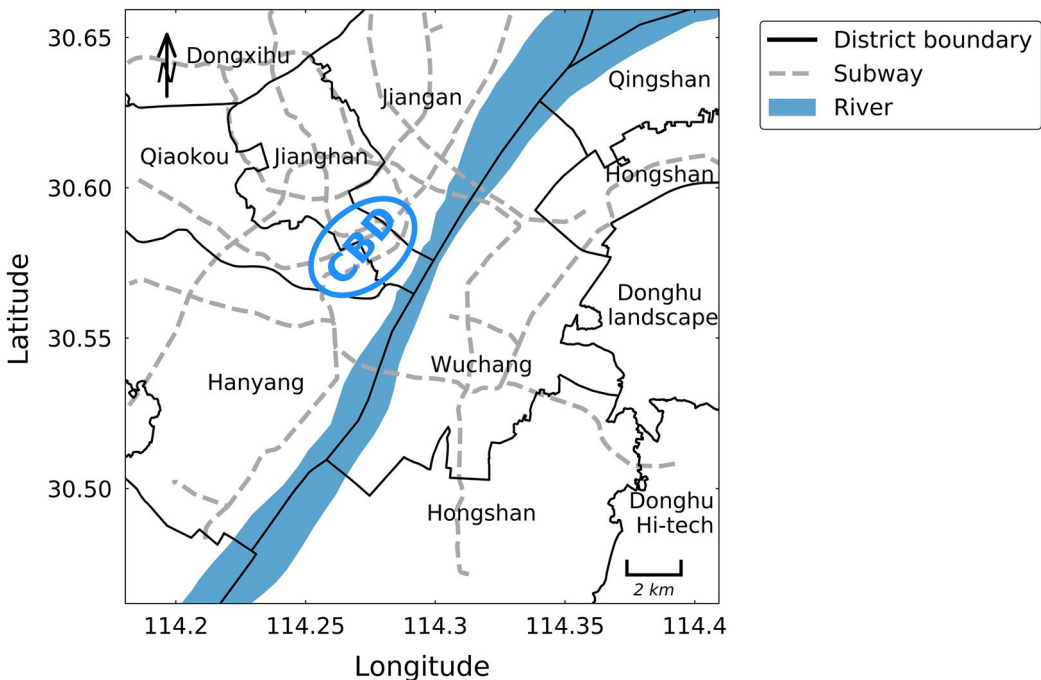 30.65
30.60
30.55
30.50
Latitude
114.2
114.25
114.3
114.35
114.4
Longitude
N
Dongxihu
Jiangan
Qingshan
Qiaokou
Jianghan
Hongshan
CBD
Donghu
landscape
Wuchang
Hanyang
Hongshan
Donghu
Hi-tech
2 km
District boundary
Subway
River